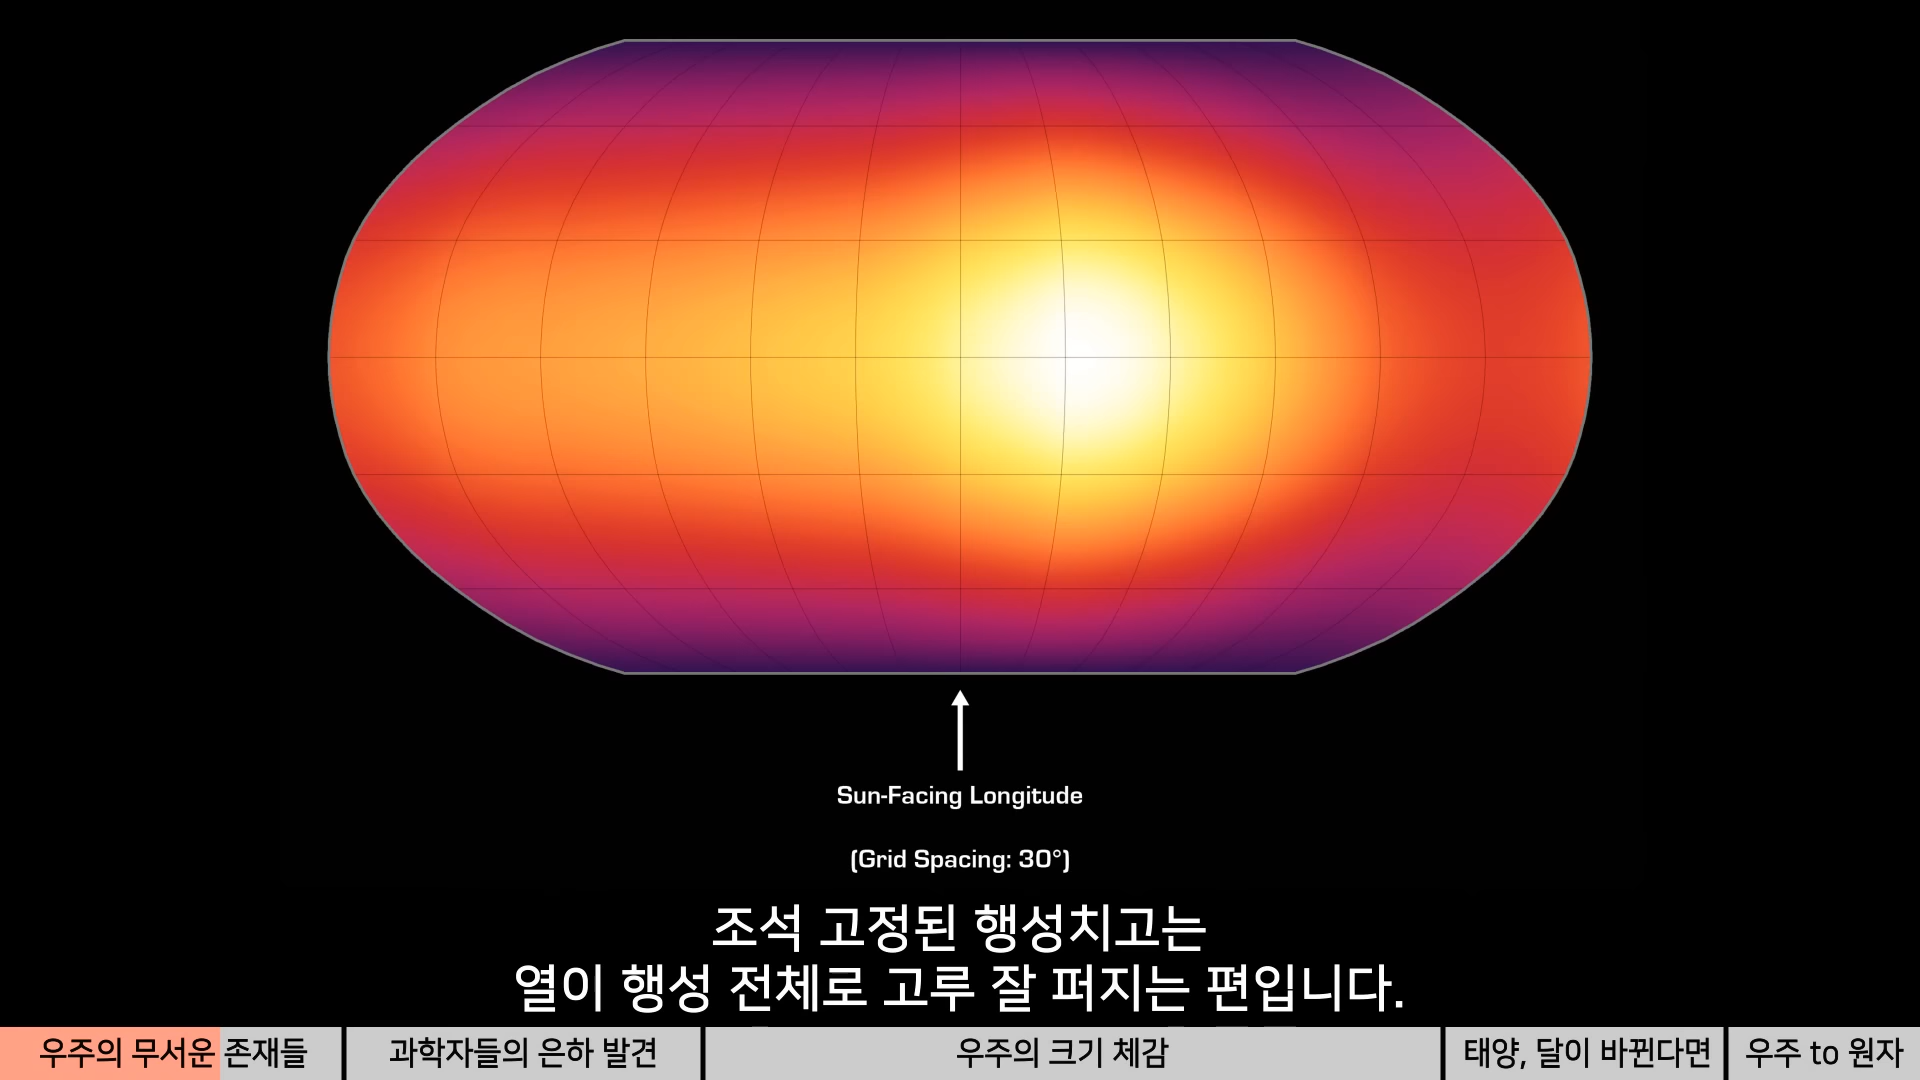 Sun-Facing Longitude
(Grid Spacing: 30°)
조석 고정된 행성치고는
열이 행성 전체로 고루 잘 퍼지는 편입니다.
우주의 무서운 존재들
과학자들의 은하 발견
우주의 크기 체감
태양, 달이 바뀐다면
우주 to 원자